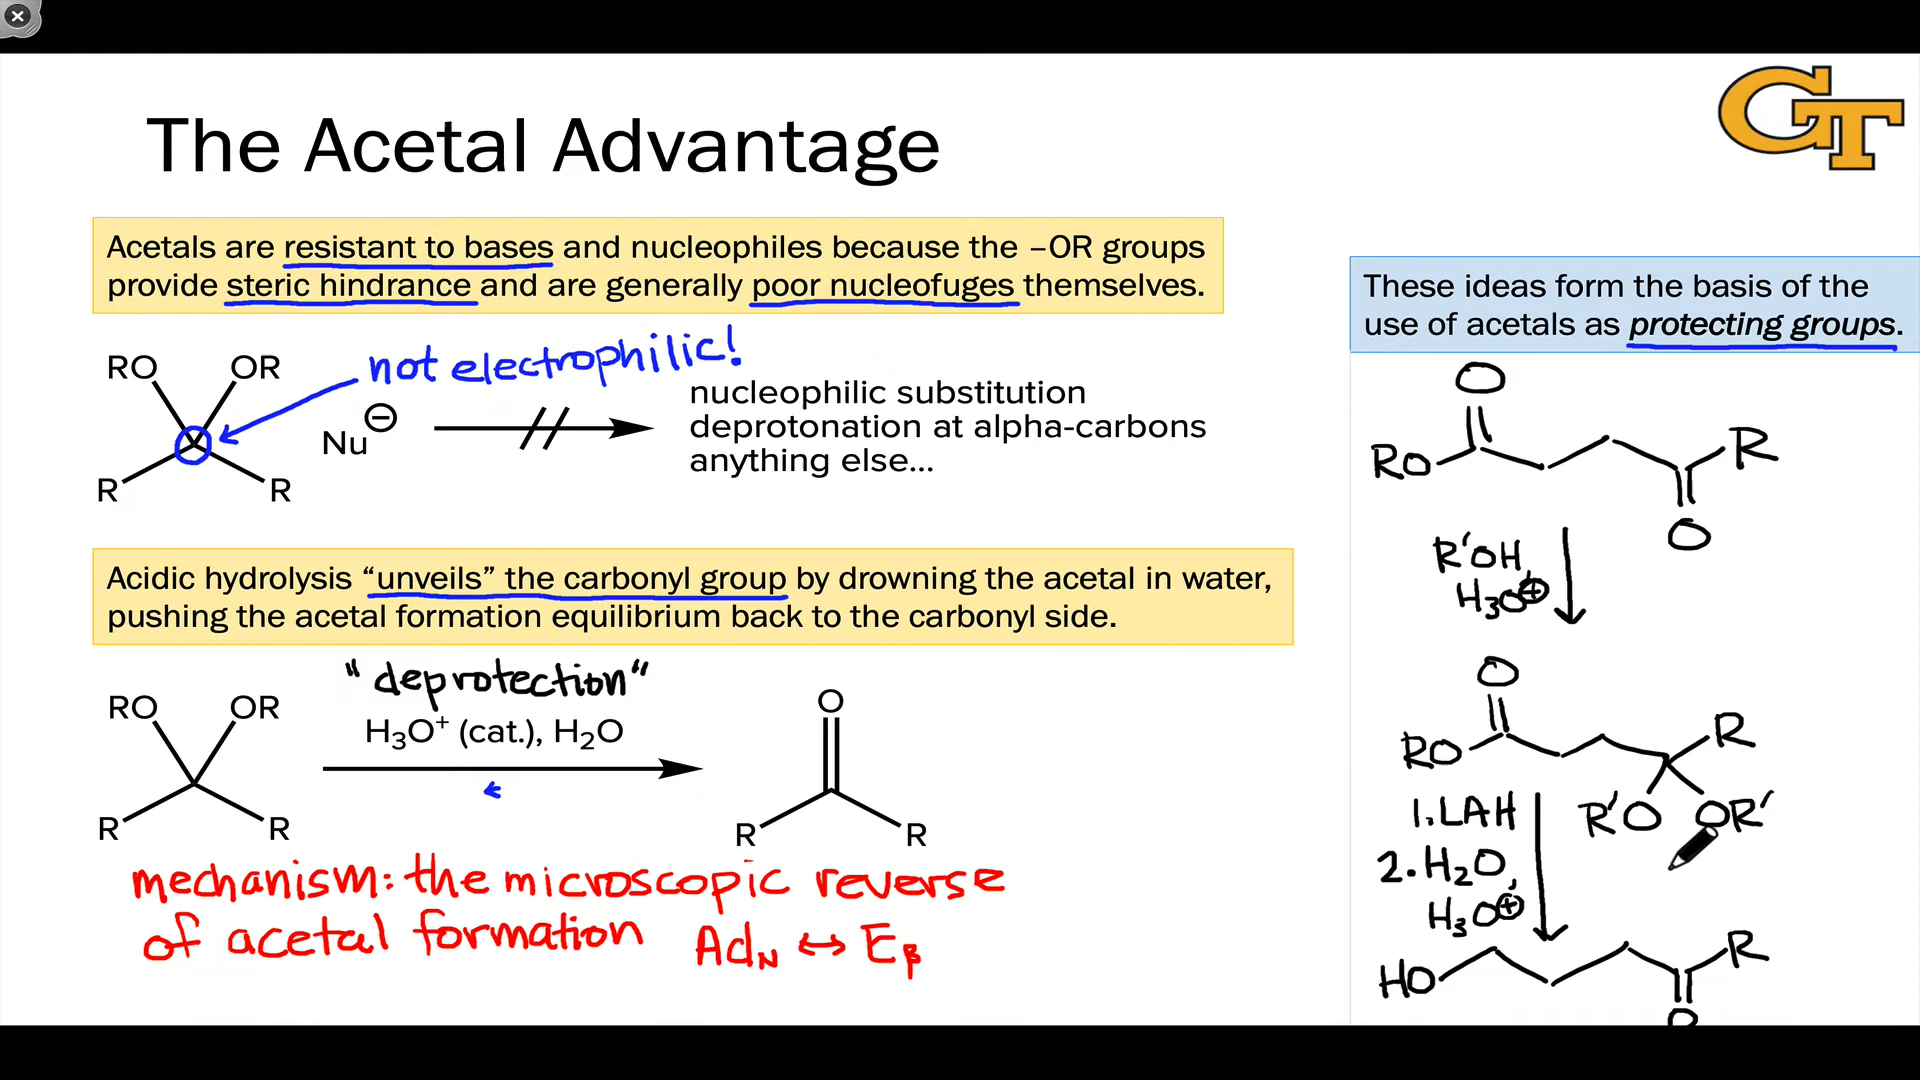 The Acetal Advantage
GT
Acetals are resistant to bases and nucleophiles because the –OR groups
provide steric hindrance and are generally poor nucleofuges themselves.
RO OR
not electrophilic!
Nu⊖
R R
nucleophilic substitution
deprotonation at alpha-carbons
anything else...
Acidic hydrolysis “unveils” the carbonyl group by drowning the acetal in water,
pushing the acetal formation equilibrium back to the carbonyl side.
"deprotection"
RO OR
H₃O⁺ (cat.), H₂O
R R
O
R R
mechanism: the microscopic reverse
of acetal formation Ad_N ↔ E_β
These ideas form the basis of the
use of acetals as protecting groups.
O
RO R
O
R'OH,
H₃O⊕
O
RO R
R'O OR'
1. LAH
2. H₂O,
H₃O⊕
HO R
O